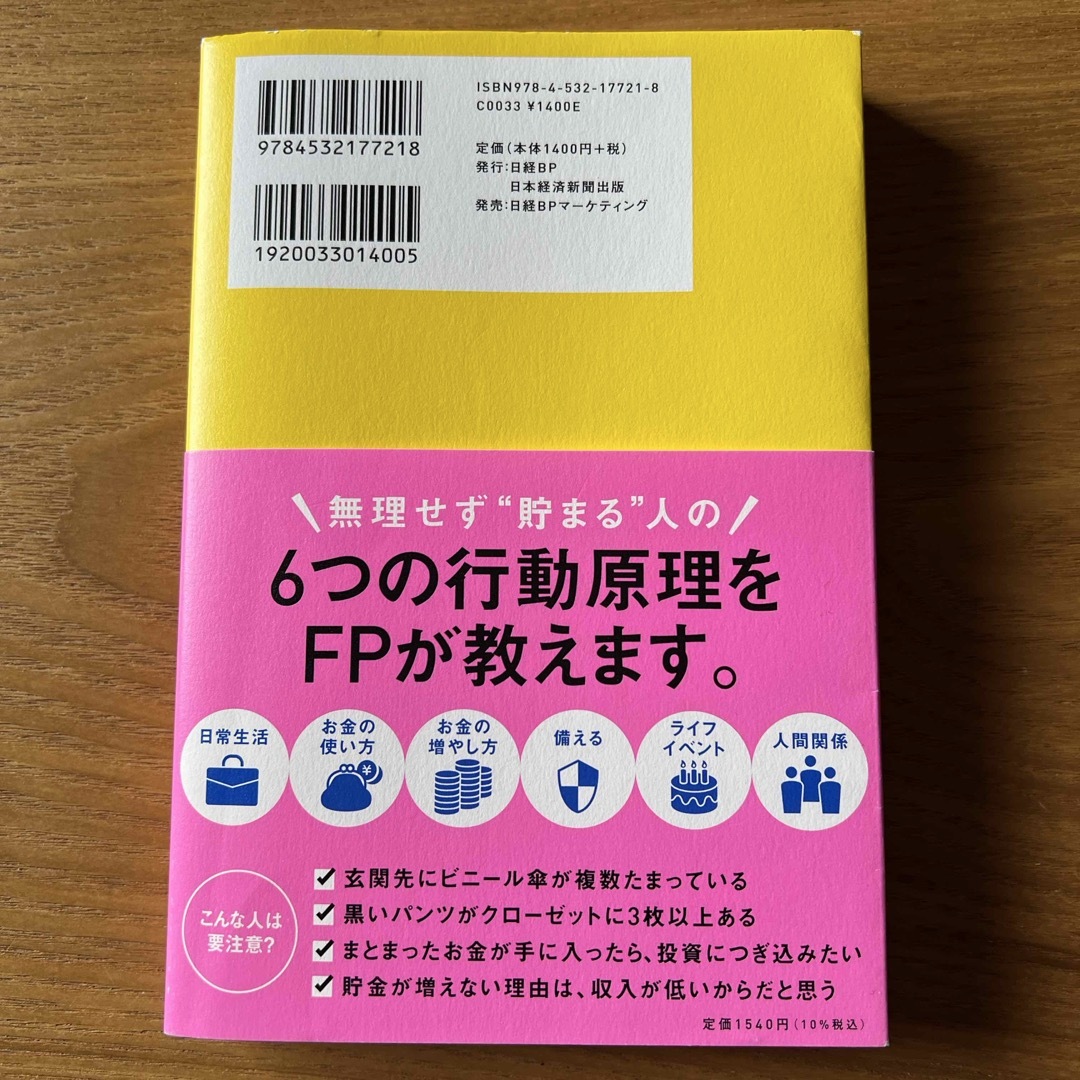 ISBN978-4-532-17721-8
C0033 ¥1400E
9784532177218
定価(本体1400円+税)
発行:日経BP
日本経済新聞出版
発売:日経BPマーケティング
1920033014005
無理せず“貯まる”人の
6つの行動原理を
FPが教えます。
日常生活
お金の
使い方
¥
お金の
増やし方
備える
ライフ
イベント
人間関係
こんな人は
要注意?
玄関先にビニール傘が複数たまっている
黒いパンツがクローゼットに3枚以上ある
まとまったお金が手に入ったら、投資につぎ込みたい
貯金が増えない理由は、収入が低いからだと思う
定価1540円(10%税込)